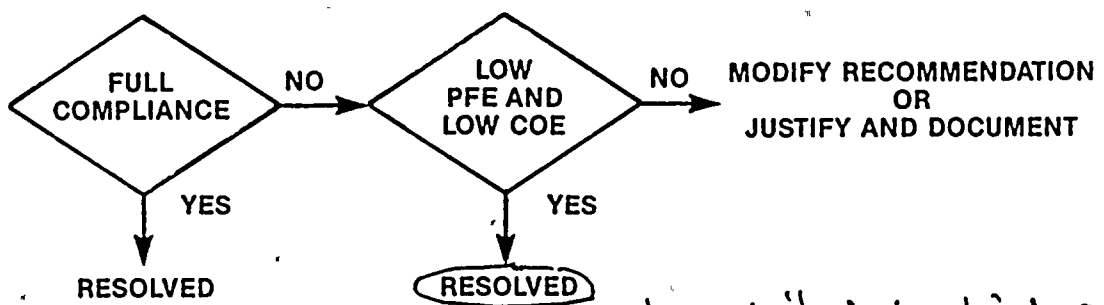 FULL
COMPLIANCE
NO
LOW
PFE AND
LOW COE
NO
MODIFY RECOMMENDATION
OR
JUSTIFY AND DOCUMENT
YES
YES
RESOLVED
RESOLVED